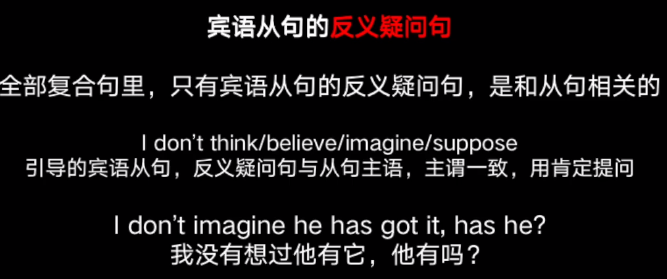 宾语从句的反义疑问句
全部复合句里，只有宾语从句的反义疑问句，是和从句相关的
I don't think/believe/imagine/suppose
引导的宾语从句，反义疑问句与从句主语，主谓一致，用肯定提问
I don't imagine he has got it, has he?
我没有想过他有它，他有吗？